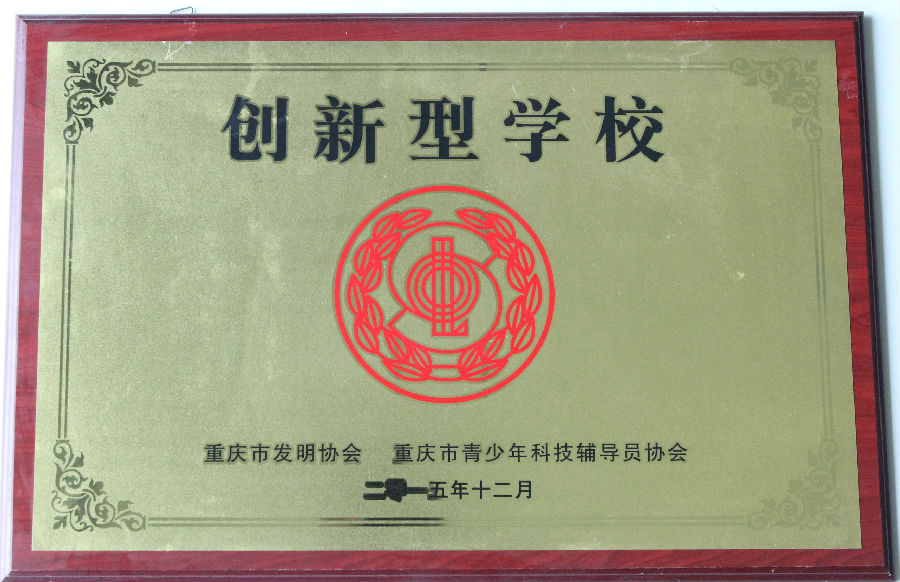 创新型学校
重庆市发明协会 重庆市青少年科技辅导员协会
二零一五年十二月